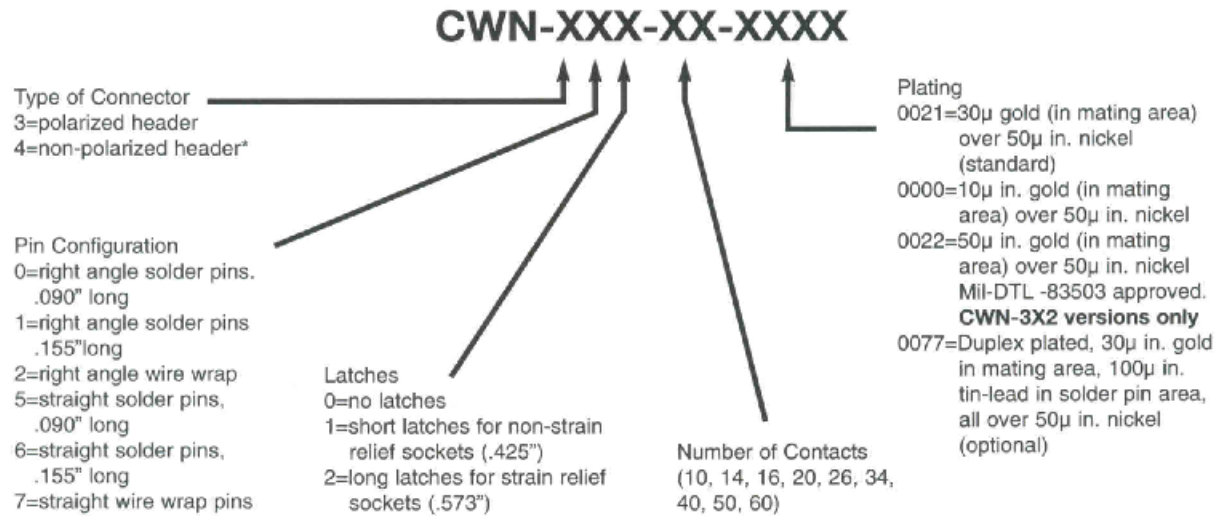 CWN-XXX-XX-XXXX
Type of Connector
3=polarized header
4=non-polarized header*
Pin Configuration
0=right angle solder pins.
.090" long
1=right angle solder pins
.155"long
2=right angle wire wrap
5=straight solder pins,
.090" long
6=straight solder pins,
.155" long
7=straight wire wrap pins
Latches
0=no latches
1=short latches for non-strain
relief sockets (.425")
2=long latches for strain relief
sockets (.573")
Number of Contacts
(10, 14, 16, 20, 26, 34,
40, 50, 60)
Plating
0021=30µ gold (in mating area)
over 50µ in. nickel
(standard)
0000=10µ in. gold (in mating
area) over 50µ in. nickel
0022=50µ in. gold (in mating
area) over 50µ in. nickel
Mil-DTL -83503 approved.
CWN-3X2 versions only
0077=Duplex plated, 30µ in. gold
in mating area, 100µ in.
tin-lead in solder pin area,
all over 50µ in. nickel
(optional)